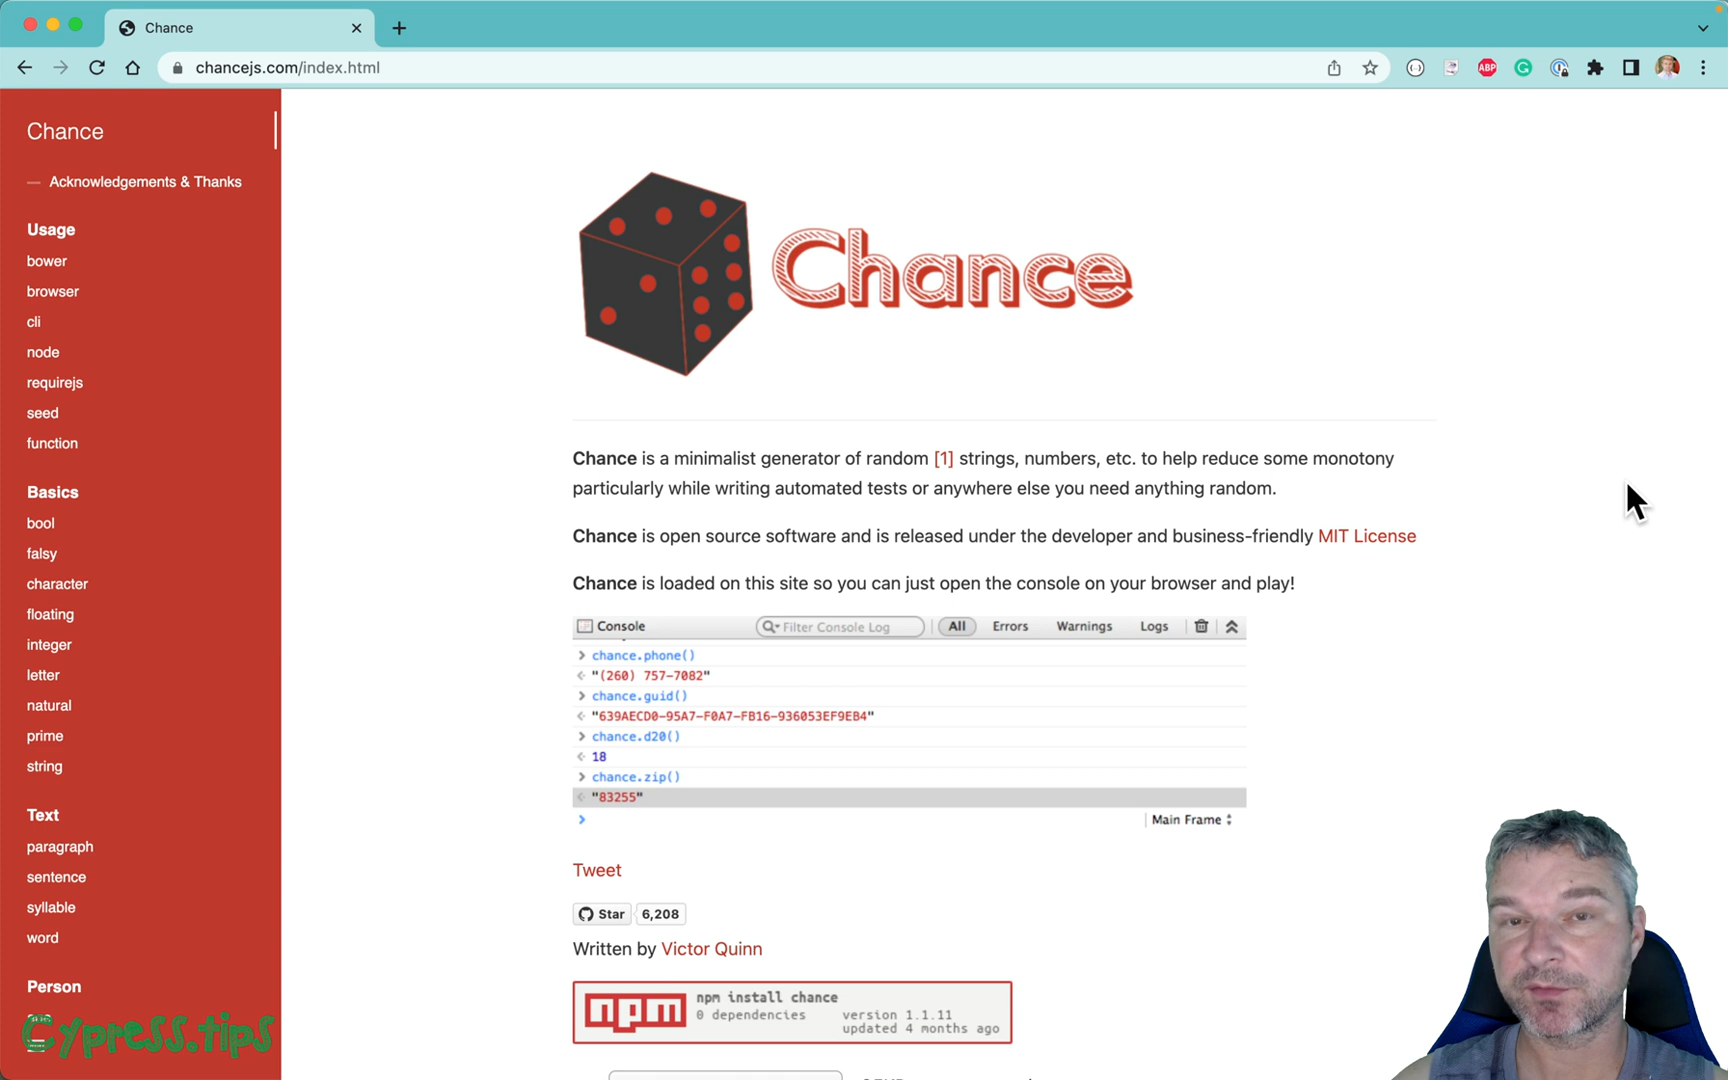 Chance
chancejs.com/index.html
ABP
Chance
Acknowledgements & Thanks
Usage
bower
browser
cli
node
requirejs
seed
function
Basics
bool
falsy
character
floating
integer
letter
natural
prime
string
Text
paragraph
sentence
syllable
word
Person
Cypress.tips
Chance
Chance is a minimalist generator of random [1] strings, numbers, etc. to help reduce some monotony
particularly while writing automated tests or anywhere else you need anything random.
Chance is open source software and is released under the developer and business-friendly MIT License
Chance is loaded on this site so you can just open the console on your browser and play!
Console Filter Console Log All Errors Warnings Logs
> chance.phone()
"(260) 757-7082"
> chance.guid()
"639AECD0-95A7-F0A7-FB16-936053EF9EB4"
> chance.d20()
18
> chance.zip()
"83255"
>
Main Frame
Tweet
Star 6,208
Written by Victor Quinn
npm npm install chance
0 dependencies version 1.1.11
updated 4 months ago